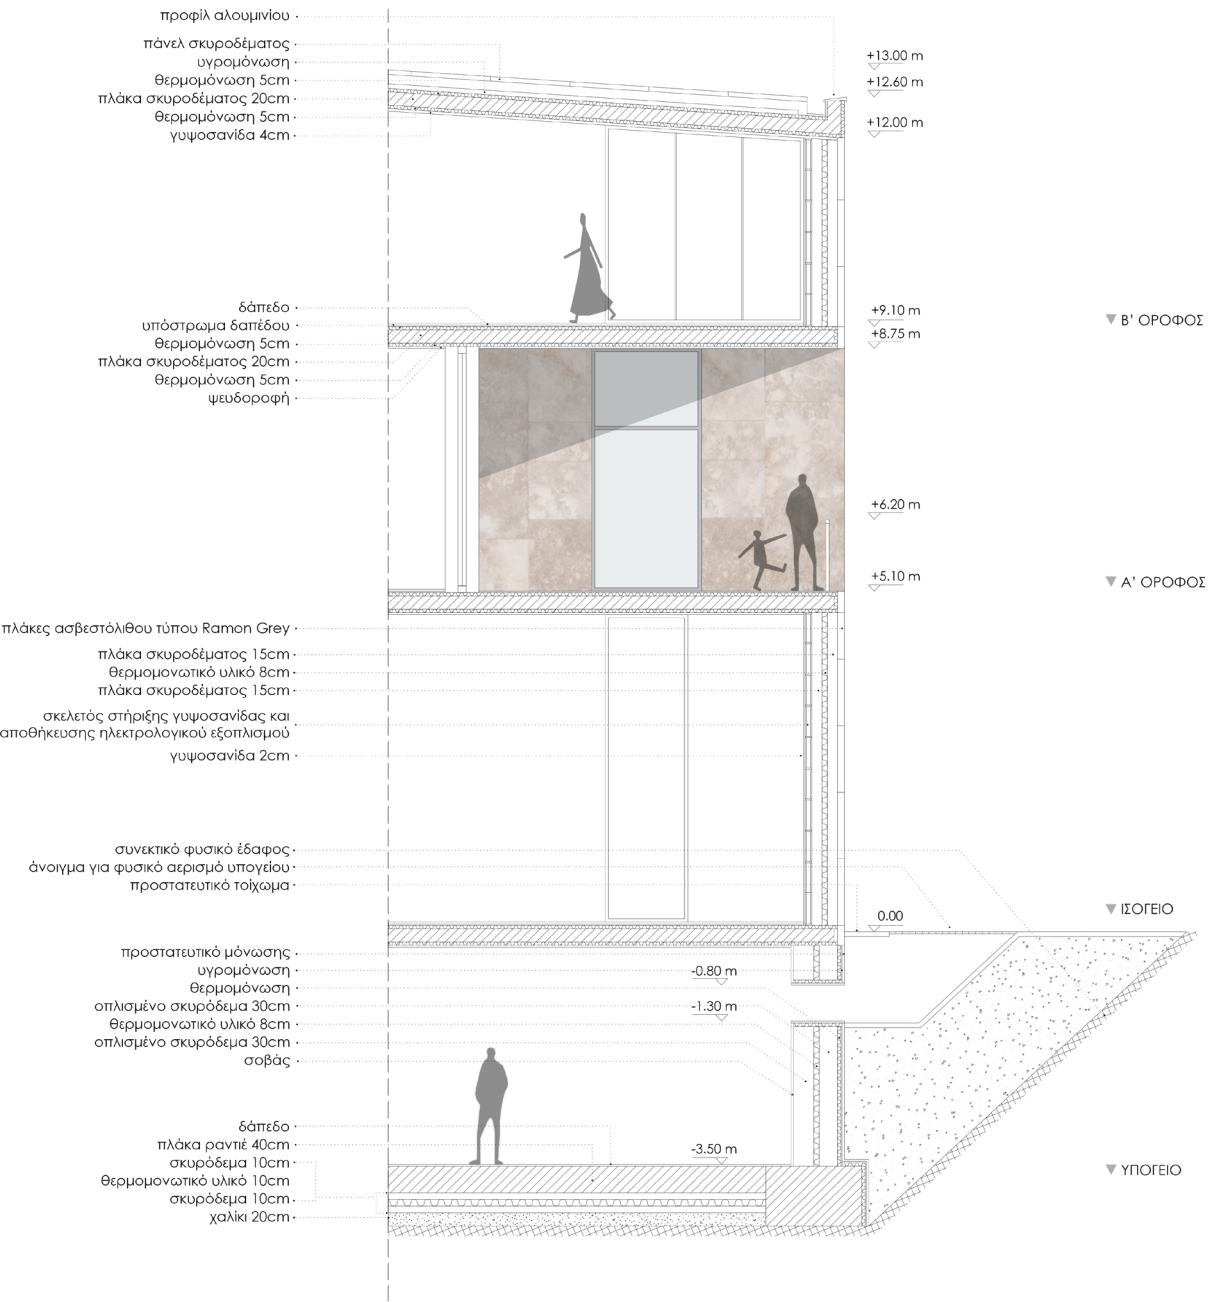 προφίλ αλουμινίου
πάνελ σκυροδέματος
υγρομόνωση
θερμομόνωση 5cm
πλάκα σκυροδέματος 20cm
θερμομόνωση 5cm
γυψοσανίδα 4cm
+13.00 m
+12.60 m
+12.00 m
δάπεδο
υπόστρωμα δαπέδου
θερμομόνωση 5cm
πλάκα σκυροδέματος 20cm
θερμομόνωση 5cm
ψευδοροφή
+9.10 m
+8.75 m
Β' ΟΡΟΦΟΣ
+6.20 m
+5.10 m
Α' ΟΡΟΦΟΣ
πλάκες ασβεστόλιθου τύπου Ramon Grey
πλάκα σκυροδέματος 15cm
θερμομονωτικό υλικό 8cm
πλάκα σκυροδέματος 15cm
σκελετός στήριξης γυψοσανίδας και
αποθήκευσης ηλεκτρολογικού εξοπλισμού
γυψοσανίδα 2cm
συνεκτικό φυσικό έδαφος
άνοιγμα για φυσικό αερισμό υπογείου
προστατευτικό τοίχωμα
0.00
ΙΣΟΓΕΙΟ
προστατευτικό μόνωσης
υγρομόνωση
θερμομόνωση
οπλισμένο σκυρόδεμα 30cm
θερμομονωτικό υλικό 8cm
οπλισμένο σκυρόδεμα 30cm
σοβάς
-0.80 m
-1.30 m
δάπεδο
πλάκα ραντιέ 40cm
σκυρόδεμα 10cm
θερμομονωτικό υλικό 10cm
σκυρόδεμα 10cm
χαλίκι 20cm
-3.50 m
ΥΠΟΓΕΙΟ